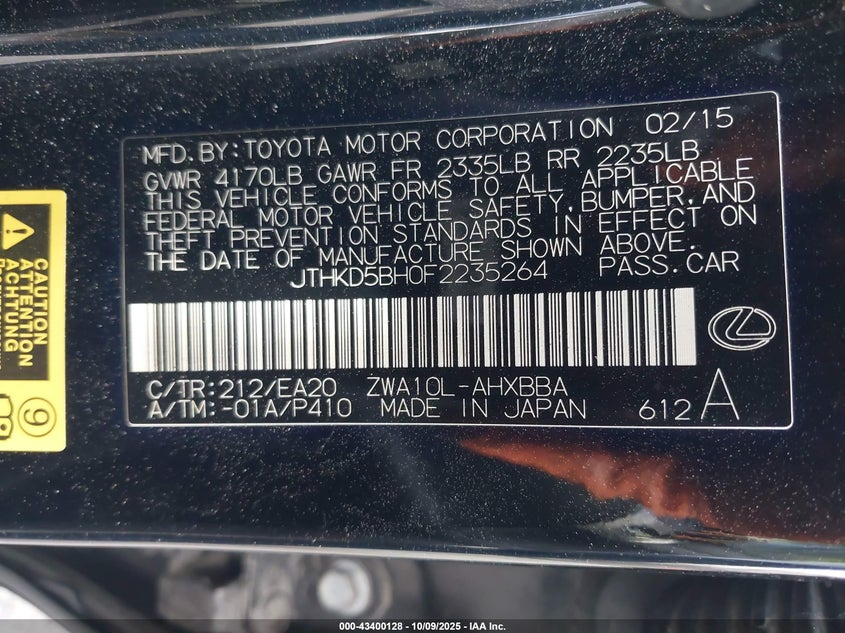 MFD.BY:TOYOTA MOTOR CORPORATION 02/15
GVWR 4170LB GAWR FR 2335LB RR 2235LB
THIS VEHICLE CONFORMS TO ALL APPLICABLE
FEDERAL MOTOR VEHICLE SAFETY,BUMPER,AND
THEFT PREVENTION STANDARDS IN EFFECT ON
THE DATE OF MANUFACTURE SHOWN ABOVE.
JTHKD5BH0F2235264 PASS.CAR
C/TR:212/EA20 ZWA10L-AHXBBA
A/TM:-01A/P410 MADE IN JAPAN 612 A
CAUTION
ATTENTION
ACHTUNG
9
000-43400128 - 10/09/2025 - IAA Inc.